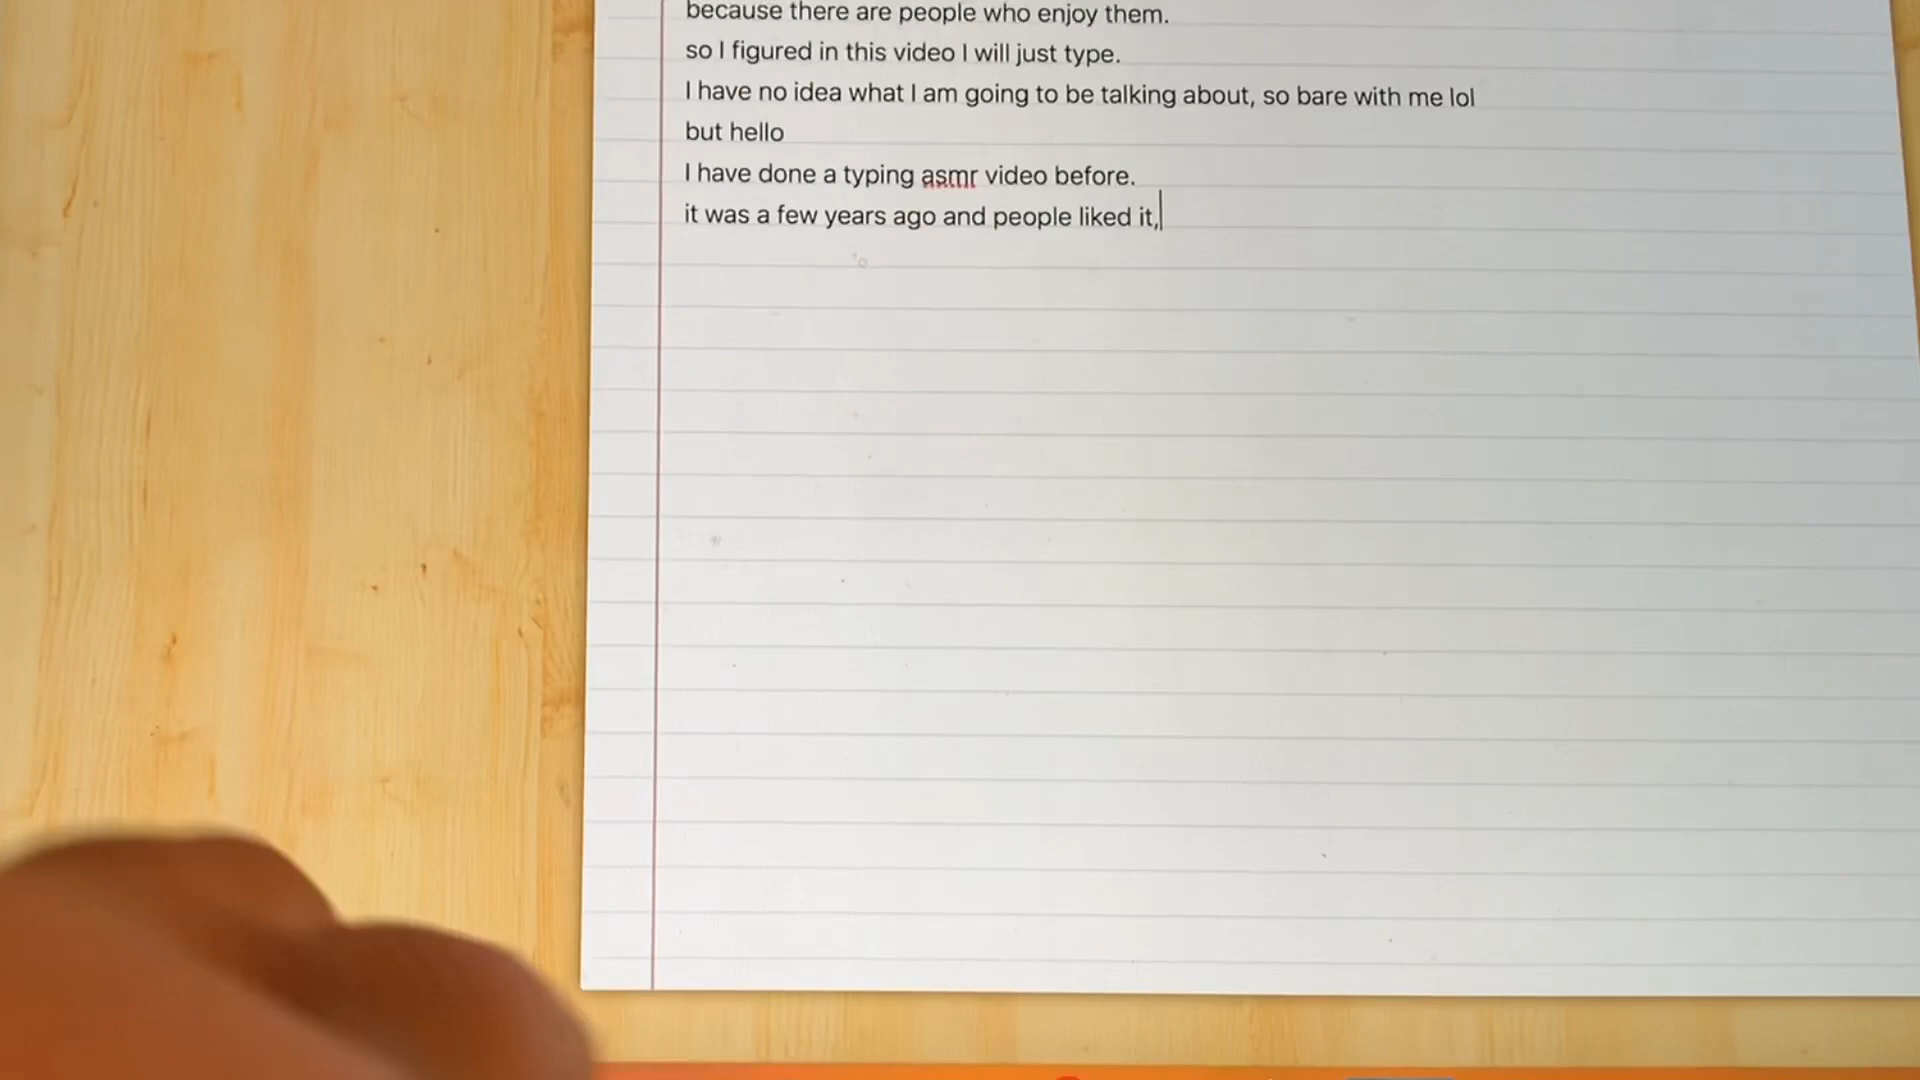 because there are people who enjoy them.
so I figured in this video I will just type.
I have no idea what I am going to be talking about, so bare with me lol
but hello
I have done a typing asmr video before.
it was a few years ago and people liked it,